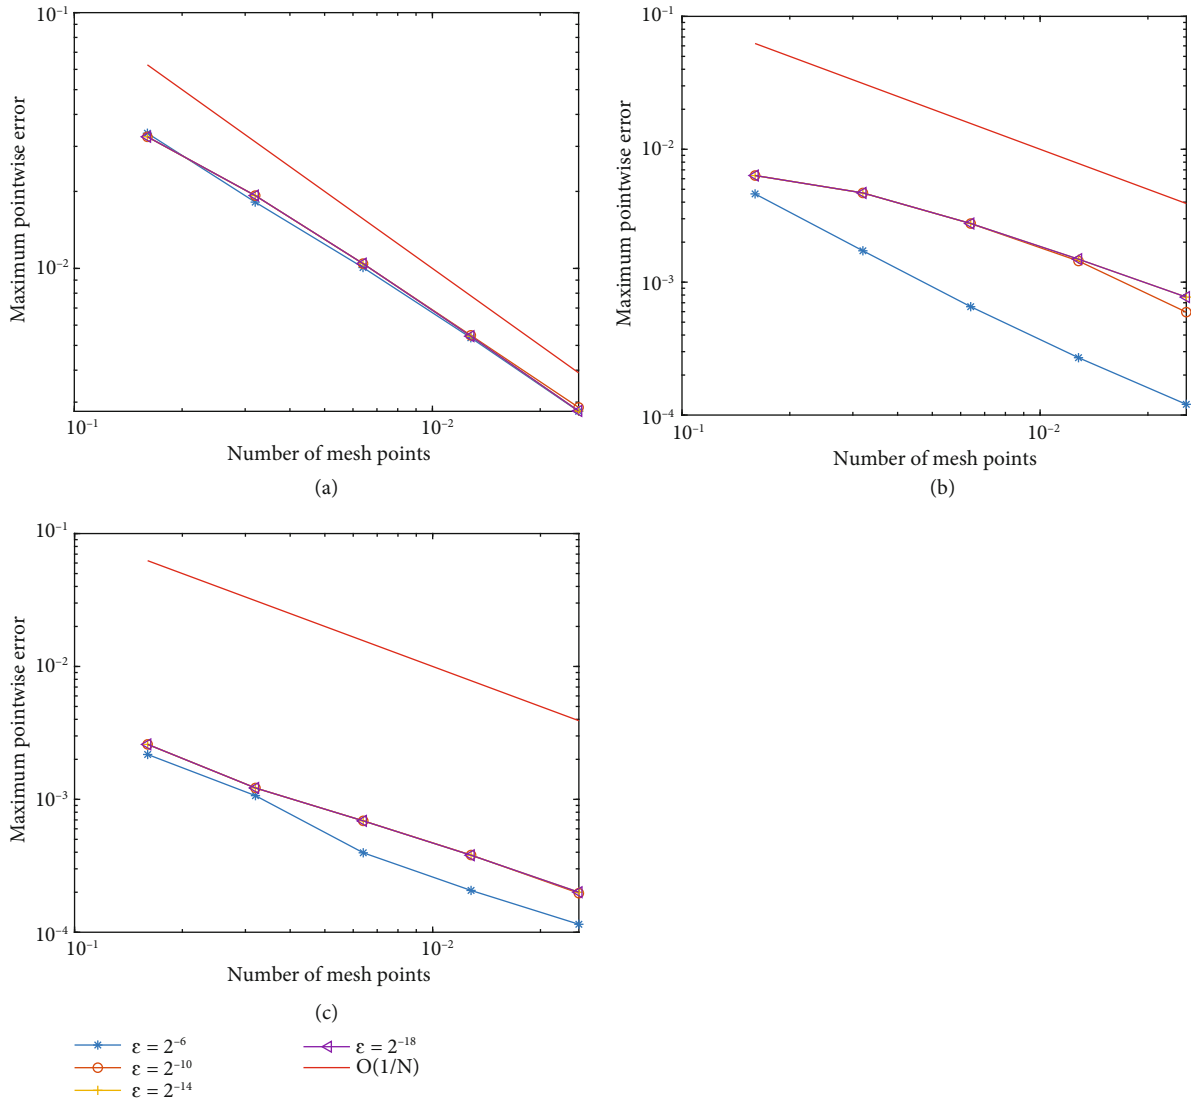 10⁻¹
10⁻²
Maximum pointwise error
10⁻¹
10⁻²
Number of mesh points
(a)
10⁻¹
10⁻²
10⁻³
10⁻⁴
Maximum pointwise error
10⁻¹
10⁻²
Number of mesh points
(b)
10⁻¹
10⁻²
10⁻³
10⁻⁴
Maximum pointwise error
10⁻¹
10⁻²
Number of mesh points
(c)
ε = 2⁻⁶
ε = 2⁻¹⁰
ε = 2⁻¹⁴
ε = 2⁻¹⁸
O(1/N)